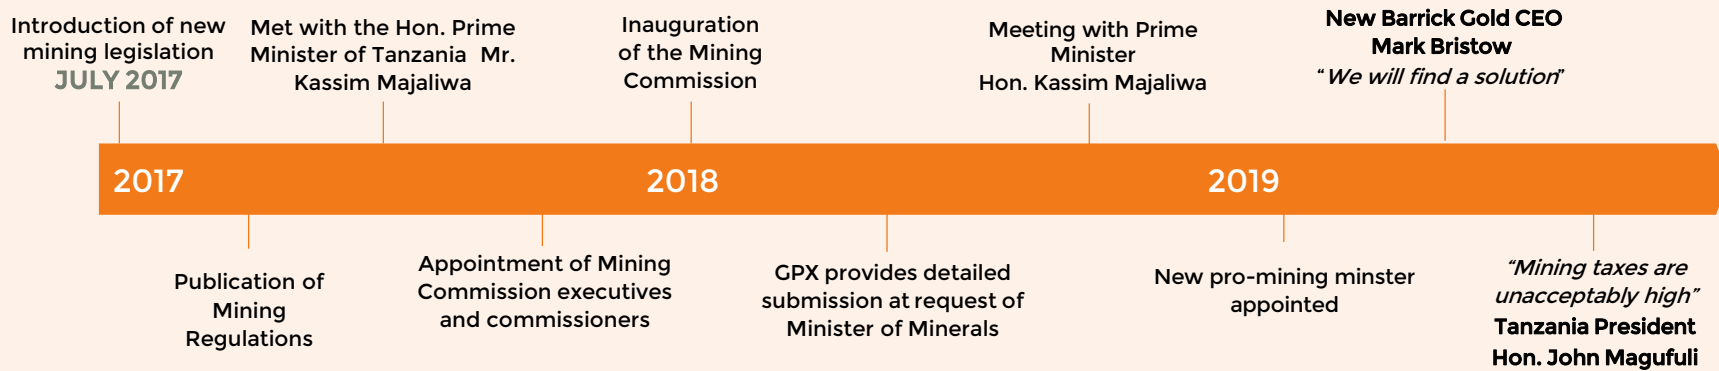 Introduction of new
mining legislation
JULY 2017
Met with the Hon. Prime
Minister of Tanzania Mr.
Kassim Majaliwa
Inauguration
of the Mining
Commission
Meeting with Prime
Minister
Hon. Kassim Majaliwa
New Barrick Gold CEO
Mark Bristow
“We will find a solution”
2017
2018
2019
Publication of
Mining
Regulations
Appointment of Mining
Commission executives
and commissioners
GPX provides detailed
submission at request of
Minister of Minerals
New pro-mining minster
appointed
“Mining taxes are
unacceptably high”
Tanzania President
Hon. John Magufuli